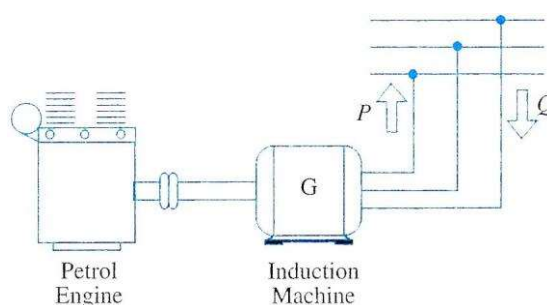 P
Q
G
Petrol
Engine
Induction
Machine